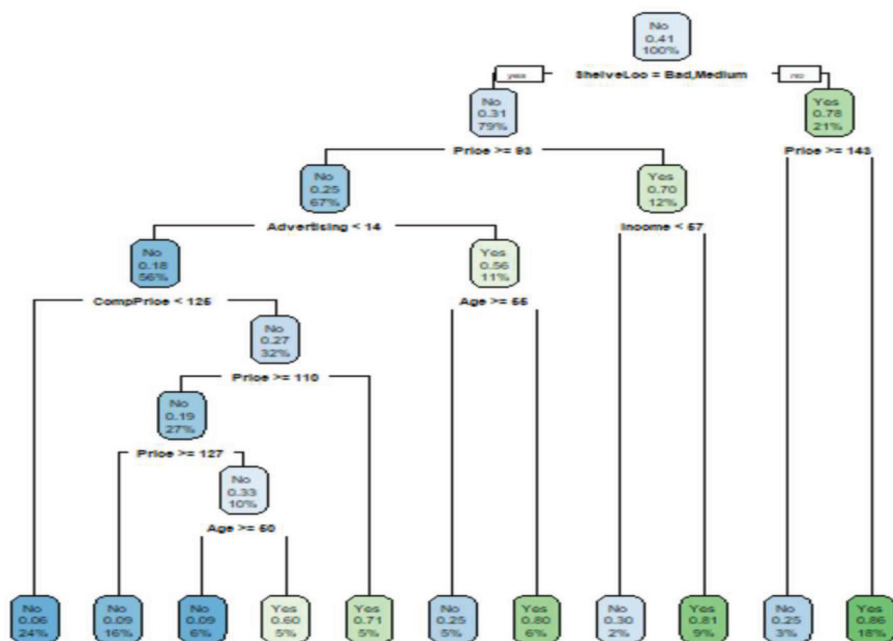 No
0.41
100%
yes ShelveLoc = Bad,Medium no
No
0.31
79%
Yes
0.78
21%
Price >= 93
Price >= 143
No
0.25
67%
Yes
0.70
12%
Advertising < 14
Income < 57
No
0.18
56%
Yes
0.56
11%
CompPrice < 125
Age >= 55
No
0.27
32%
Price >= 110
No
0.19
27%
Price >= 127
No
0.33
10%
Age >= 50
No
0.06
24%
No
0.09
16%
No
0.09
6%
Yes
0.60
5%
Yes
0.71
5%
No
0.25
5%
Yes
0.80
6%
No
0.30
2%
Yes
0.81
9%
No
0.25
3%
Yes
0.86
18%